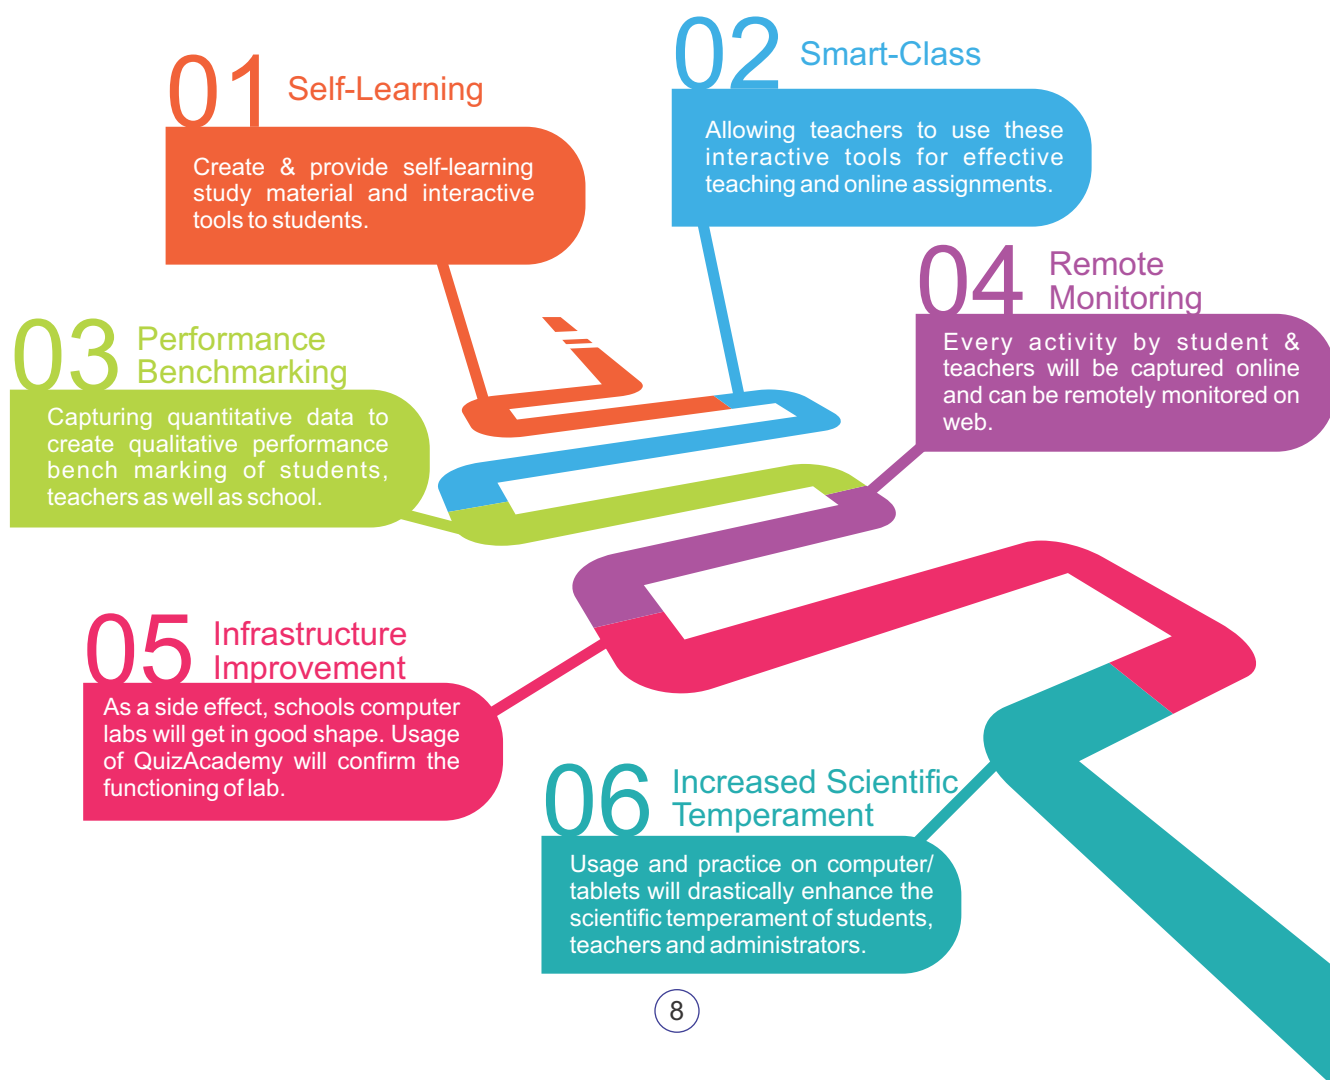 01
Self-Learning
Create & provide self-learning
study material and interactive
tools to students.
02
Smart-Class
Allowing teachers to use these
interactive tools for effective
teaching and online assignments.
03
Performance
Benchmarking
Capturing quantitative data to
create qualitative performance
bench marking of students,
teachers as well as school.
04
Remote
Monitoring
Every activity by student &
teachers will be captured online
and can be remotely monitored on
web.
05
Infrastructure
Improvement
As a side effect, schools computer
labs will get in good shape. Usage
of QuizAcademy will confirm the
functioning of lab.
06
Increased Scientific
Temperament
Usage and practice on computer/
tablets will drastically enhance the
scientific temperament of students,
teachers and administrators.
8